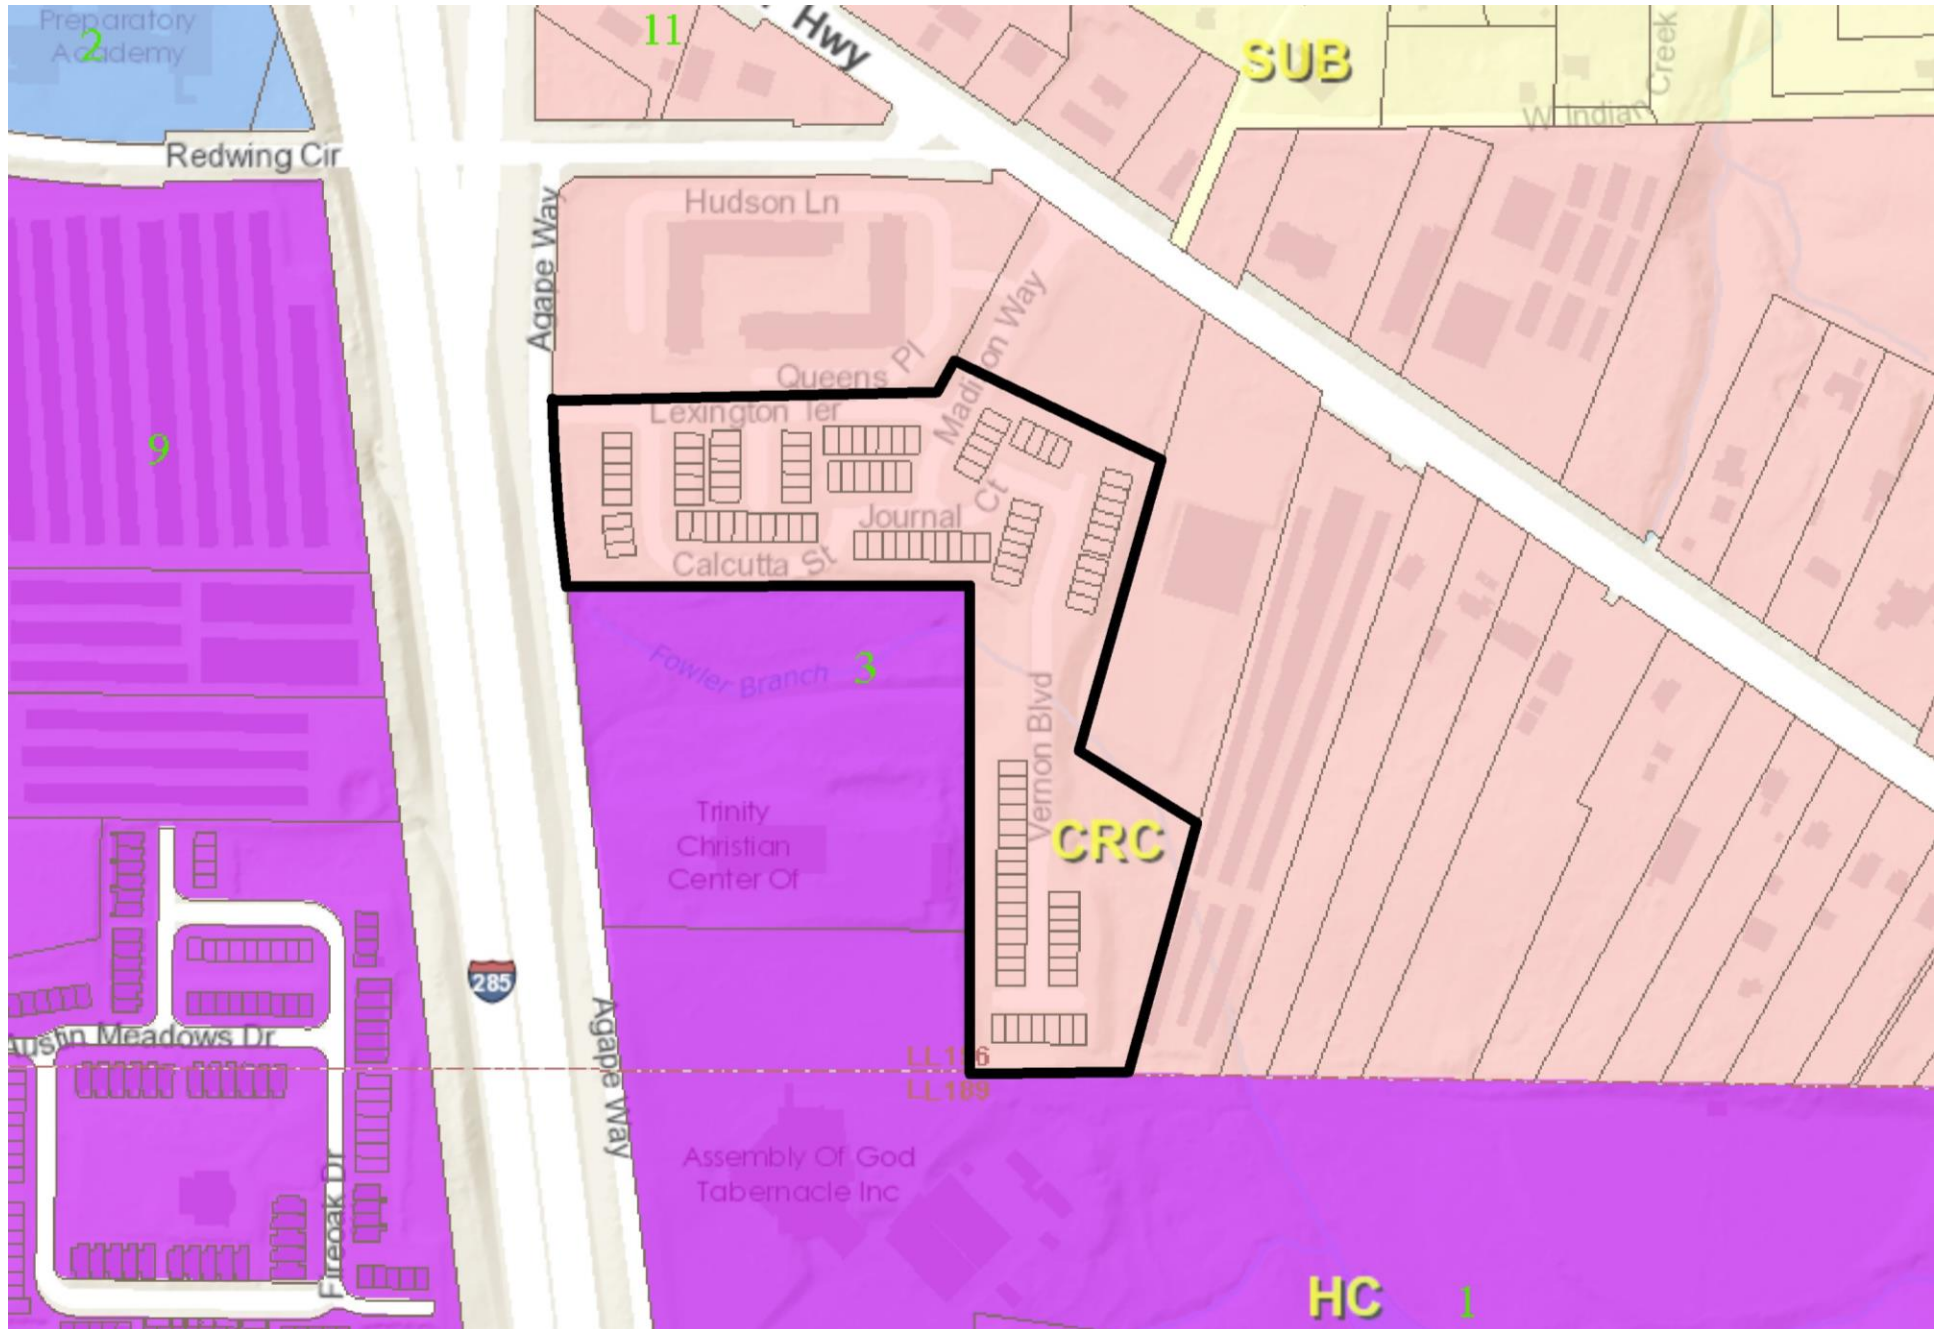 Preparatory
Academy
2
11
Hwy
SUB
W Indian Creek
Redwing Cir
Agape Way
Hudson Ln
Madison Way
Queens Pl
Lexington Ter
9
Journal Ct
Calcutta St
Fowler Branch
3
Vernon Blvd
Trinity
Christian
Center Of
CRC
285
Austin Meadows Dr
Agape Way
LL196
LL189
Assembly Of God
Tabernacle Inc
Fireoak Dr
HC
1